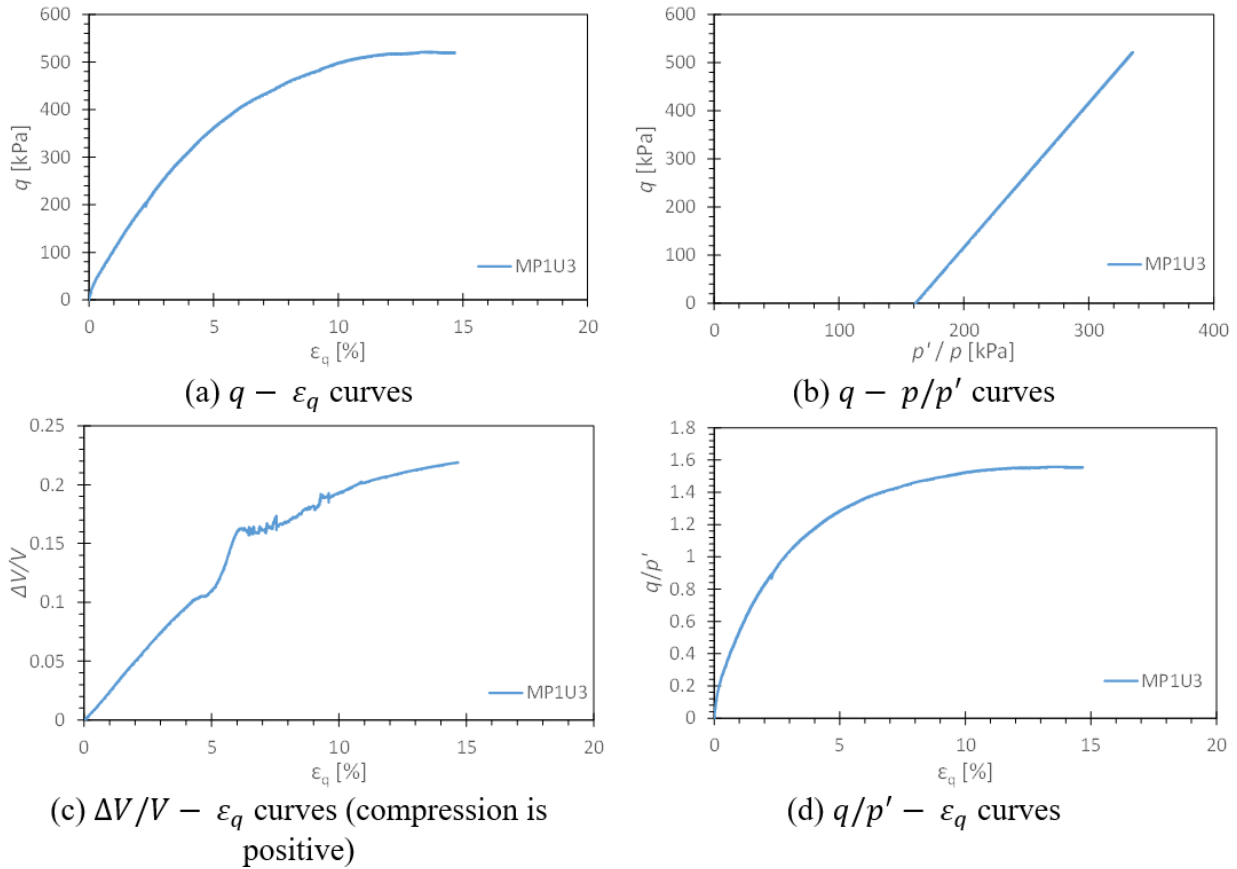 600
500
400
300
200
100
0
q [kPa]
MP1U3
0 5 10 15 20
εq [%]
(a) q − εq curves
600
500
400
300
200
100
0
q [kPa]
MP1U3
0 100 200 300 400
p' / p [kPa]
(b) q − p/p′ curves
0.25
0.2
0.15
0.1
0.05
0
ΔV/V
MP1U3
0 5 10 15 20
εq [%]
(c) ΔV/V − εq curves (compression is
positive)
1.8
1.6
1.4
1.2
1
0.8
0.6
0.4
0.2
0
q/p'
MP1U3
0 5 10 15 20
εq [%]
(d) q/p′ − εq curves